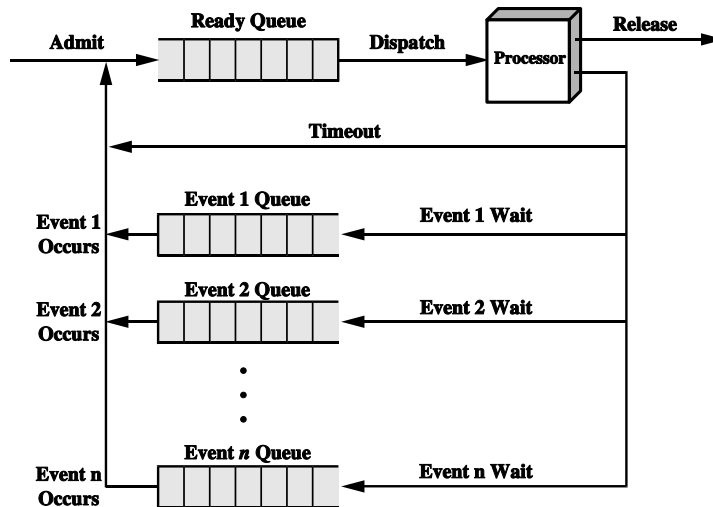 Ready Queue
Admit
Dispatch
Release
Processor
Timeout
Event 1 Queue
Event 1
Occurs
Event 1 Wait
Event 2 Queue
Event 2
Occurs
Event 2 Wait
Event n Queue
Event n
Occurs
Event n Wait